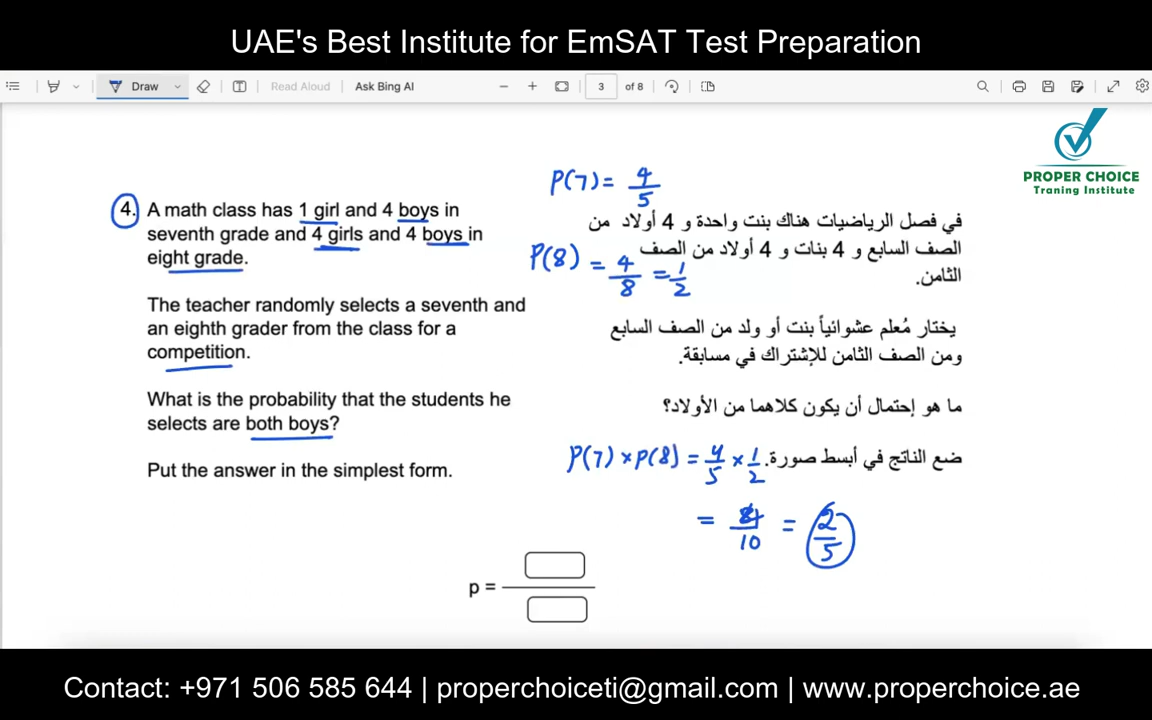 UAE's Best Institute for EmSAT Test Preparation
Draw
Read Aloud
Ask Bing AI
3
of 8
PROPER CHOICE
Traning Institute
P(7) = 4/5
4. A math class has 1 girl and 4 boys in
seventh grade and 4 girls and 4 boys in
eight grade.
The teacher randomly selects a seventh and
an eighth grader from the class for a
competition.
What is the probability that the students he
selects are both boys?
Put the answer in the simplest form.
في فصل الرياضيات هناك بنت واحدة و 4 أولاد من
الصف السابع و 4 بنات و 4 أولاد من الصف
الثامن.
P(8) = 4/8 = 1/2
يختار مُعلم عشوائياً بنت أو ولد من الصف السابع
ومن الصف الثامن للإشتراك في مسابقة.
ما هو إحتمال أن يكون كلاهما من الأولاد؟
ضع الناتج في أبسط صورة.
P(7) × P(8) = 4/5 × 1/2
= 4/10 = 2/5
p =
Contact: +971 506 585 644 | properchoiceti@gmail.com | www.properchoice.ae